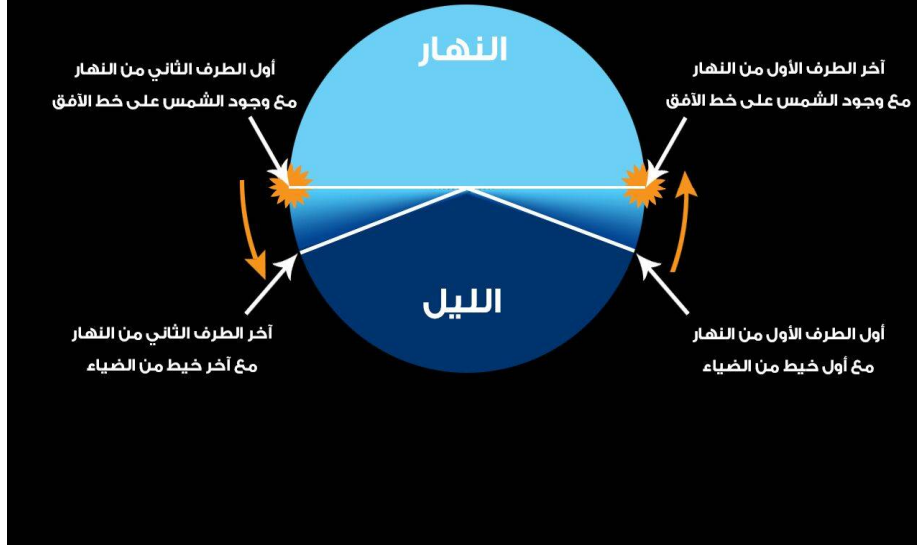 النهار
آخر الطرف الأول من النهار
مع وجود الشمس على خط الآفق
أول الطرف الثاني من النهار
مع وجود الشمس على خط الآفق
الليل
أول الطرف الأول من النهار
مع أول خيط من الضياء
آخر الطرف الثاني من النهار
مع آخر خيط من الضياء